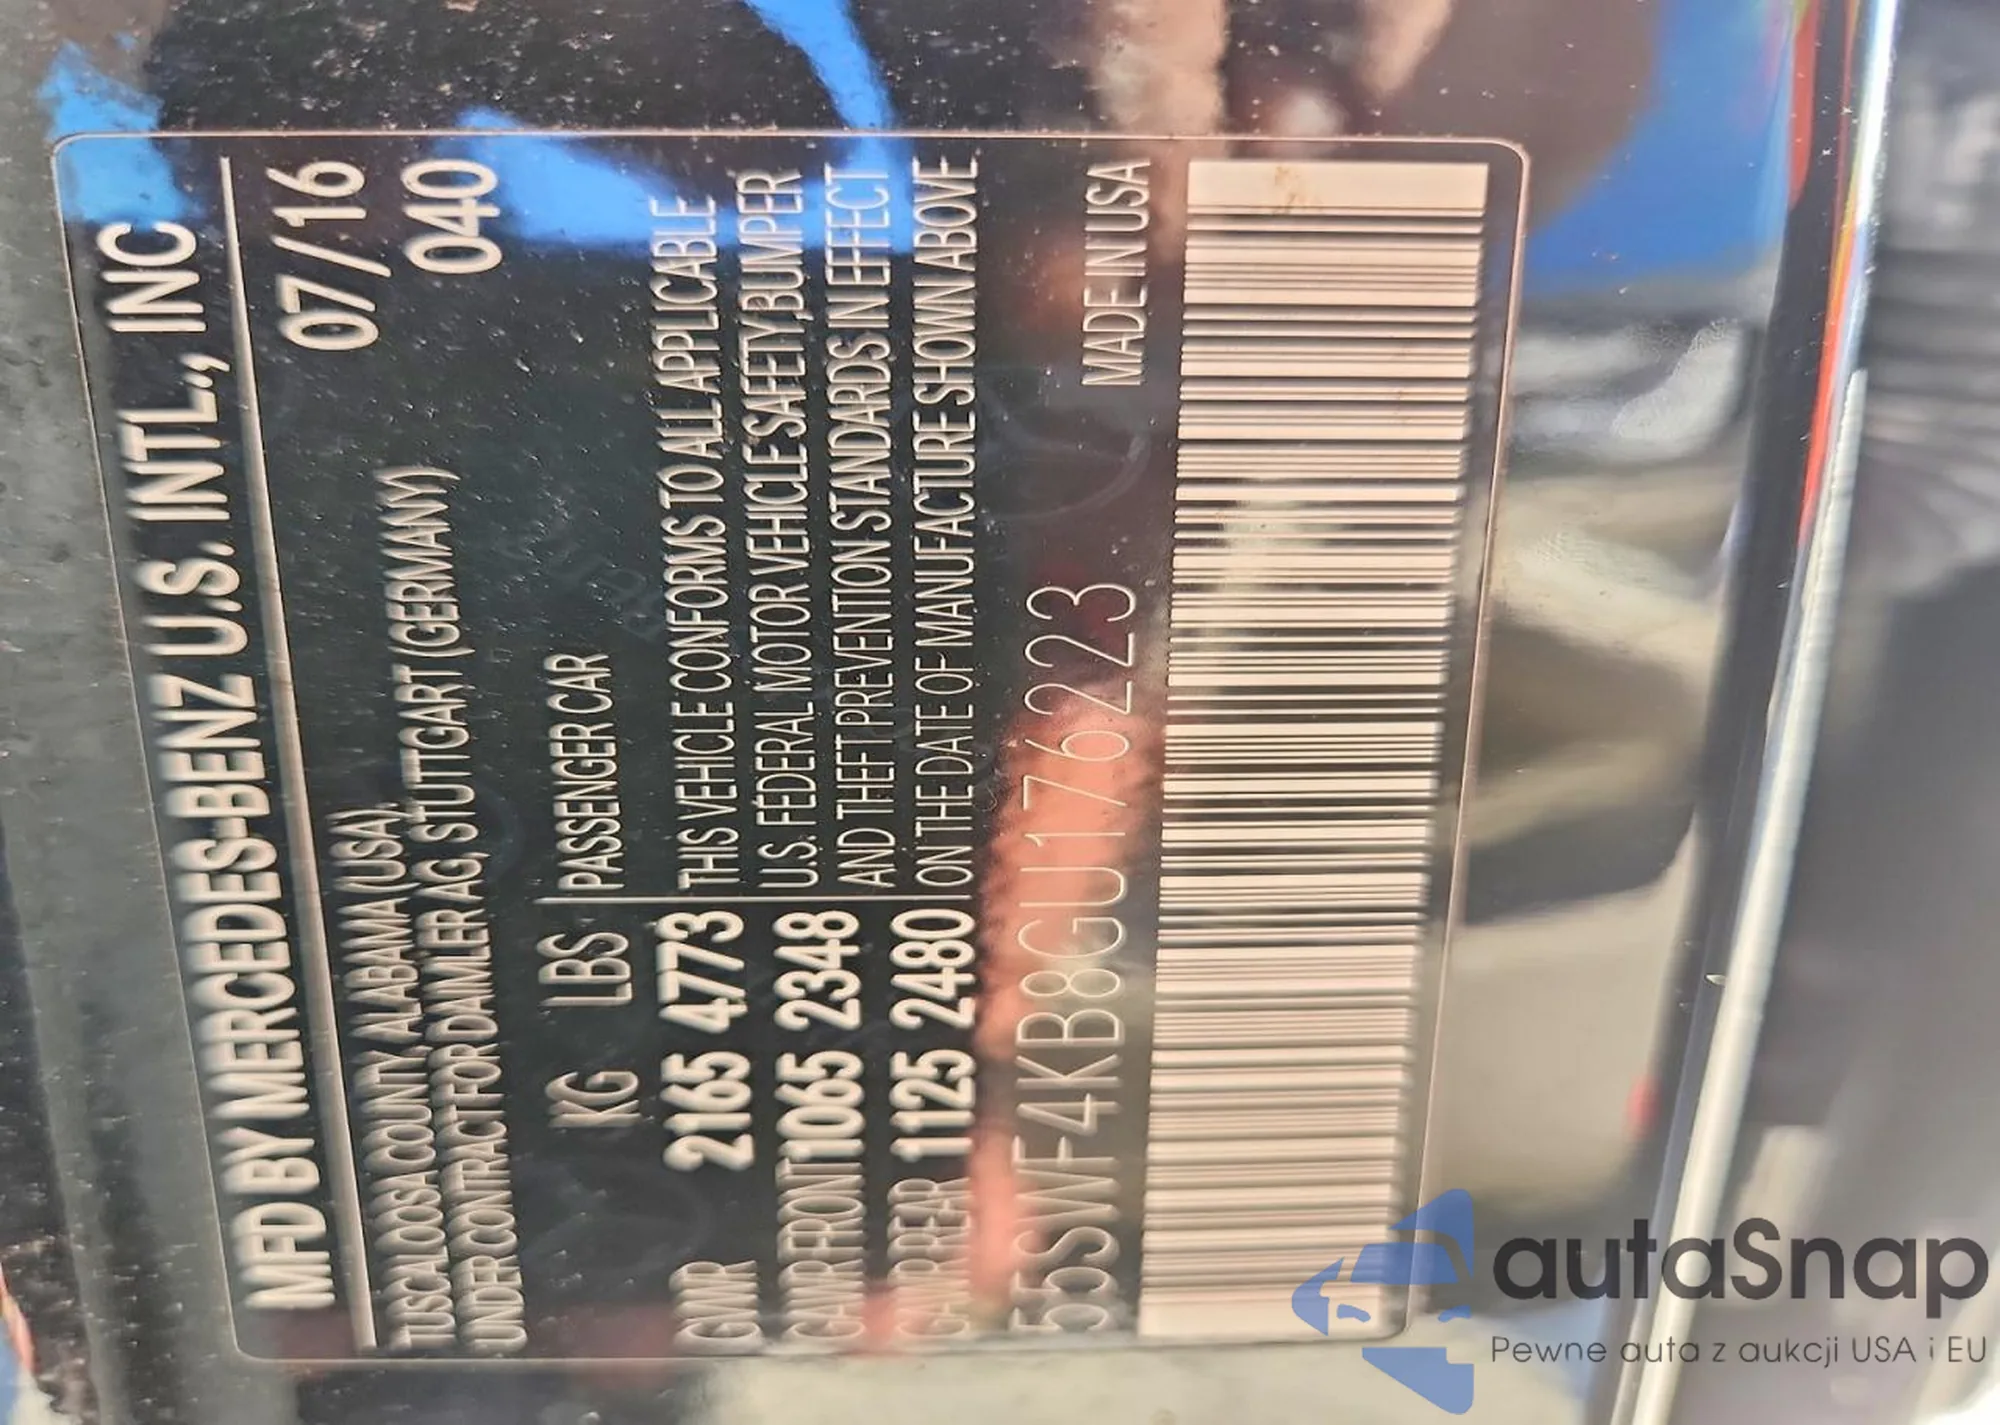 MFD BY MERCEDES-BENZ U.S. INTL., INC
TUSCALOOSA COUNTY, ALABAMA (USA), 07/16
UNDER CONTRACT FOR DAIMLER AG, STUTTGART (GERMANY) 040
KG LBS PASSENGER CAR
GVWR 2165 4773 THIS VEHICLE CONFORMS TO ALL APPLICABLE
GAWR FRONT 1065 2348 U.S. FEDERAL MOTOR VEHICLE SAFETY,BUMPER
GAWR REAR 1125 2480 AND THEFT PREVENTION STANDARDS IN EFFECT
ON THE DATE OF MANUFACTURE SHOWN ABOVE
55SWF4KB8GU176223 MADE IN USA
autaSnap
Pewne auta z aukcji USA i EU